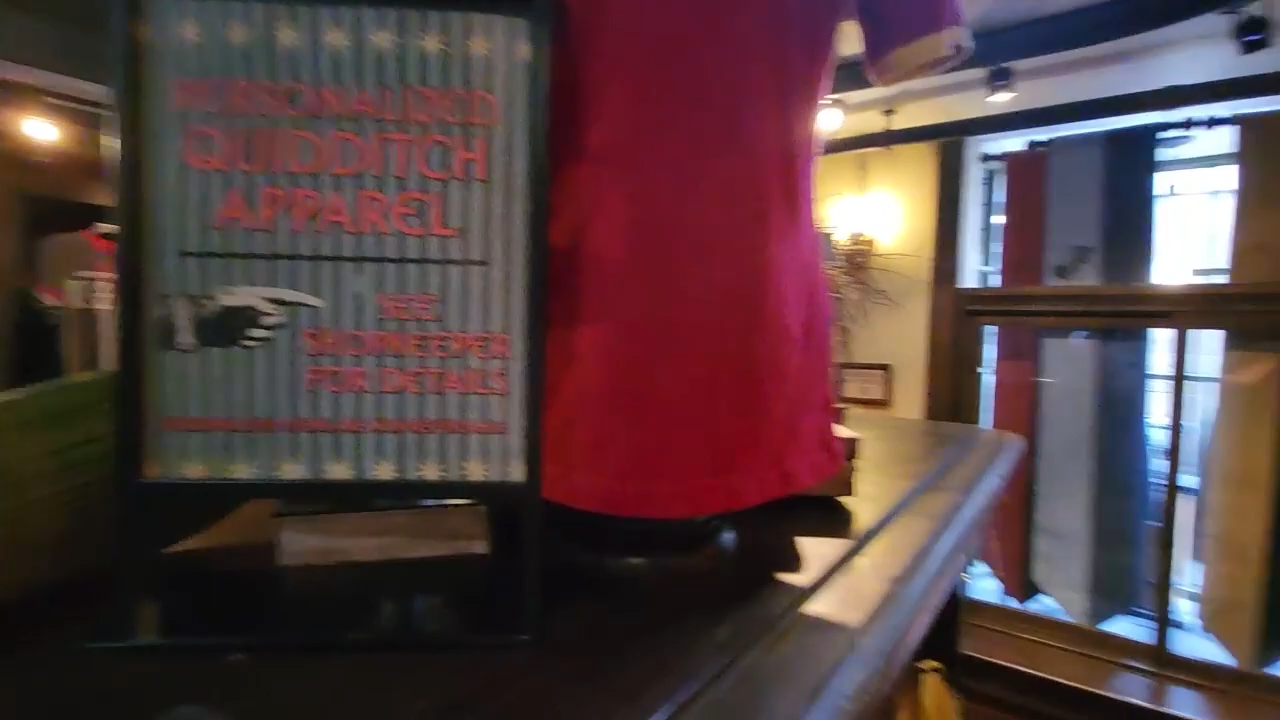 PERSONALIZED
QUIDDITCH
APPAREL
SEE
SHOPKEEPER
FOR DETAILS